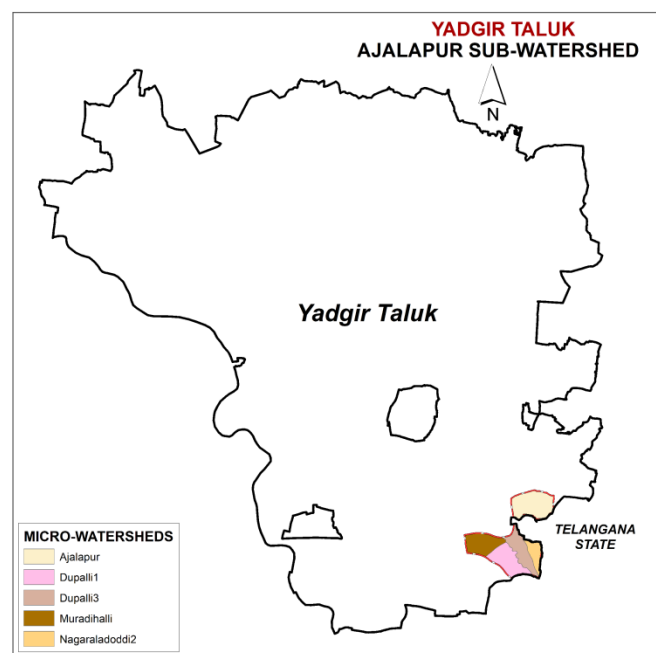 YADGIR TALUK
AJALAPUR SUB-WATERSHED
N
Yadgir Taluk
TELANGANA
STATE
MICRO-WATERSHEDS
Ajalapur
Dupalli1
Dupalli3
Muradihalli
Nagaraladoddi2